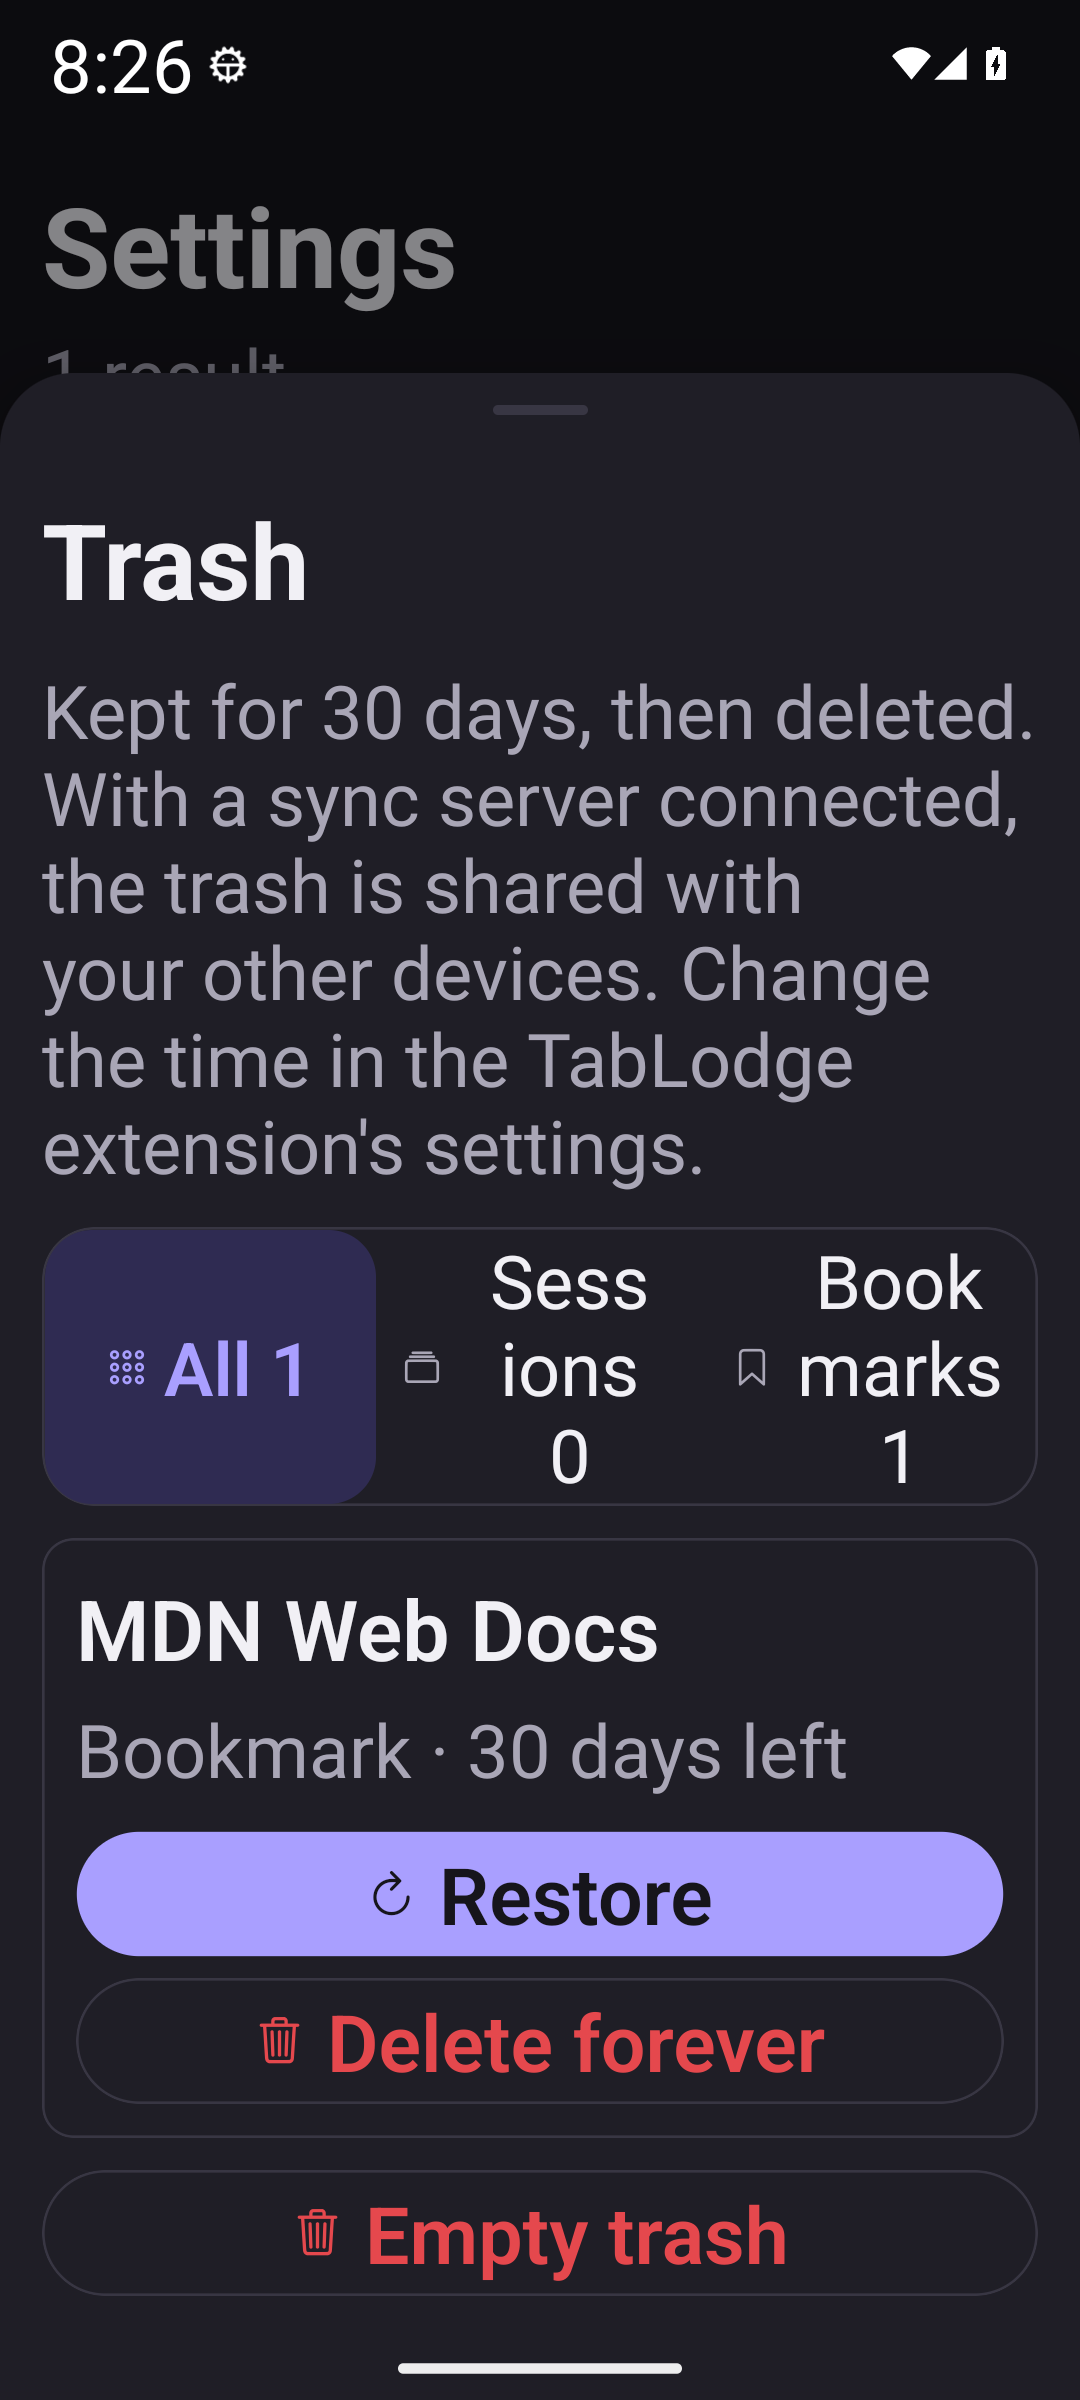 8:26
Settings
1 result
Trash
Kept for 30 days, then deleted.
With a sync server connected,
the trash is shared with
your other devices. Change
the time in the TabLodge
extension's settings.
All 1
Sess
ions
0
Book
marks
1
MDN Web Docs
Bookmark · 30 days left
Restore
Delete forever
Empty trash